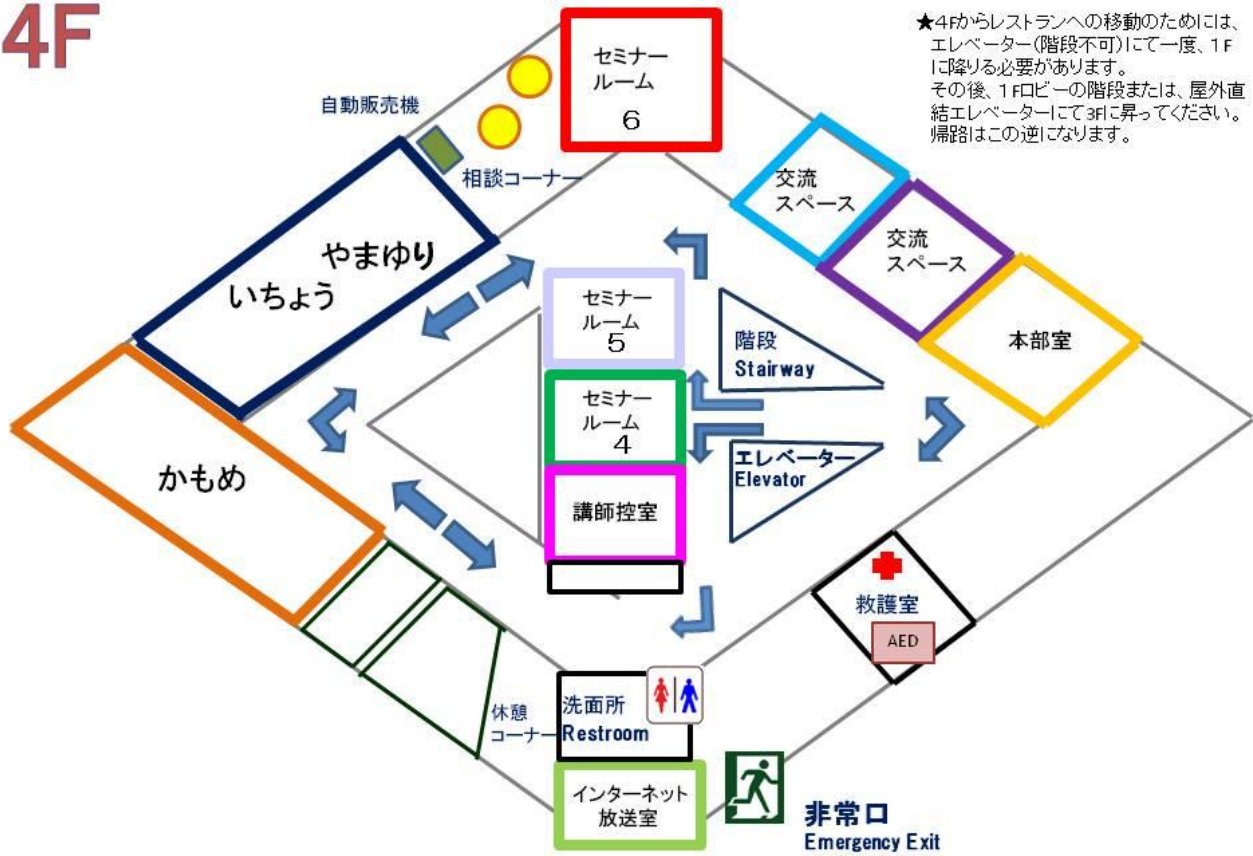 4F
★4Fからレストランへの移動のためには、
エレベーター(階段不可)にて一度、1F
に降りる必要があります。
その後、1Fロビーの階段または、屋外直
結エレベーターにて3Fに昇ってください。
帰路はこの逆になります。
セミナー
ルーム
6
自動販売機
相談コーナー
交流
スペース
交流
スペース
やまゆり
いちょう
セミナー
ルーム
5
階段
Stairway
本部室
セミナー
ルーム
4
エレベーター
Elevator
かもめ
講師控室
救護室
AED
休憩
コーナー
洗面所
Restroom
インターネット
放送室
非常口
Emergency Exit